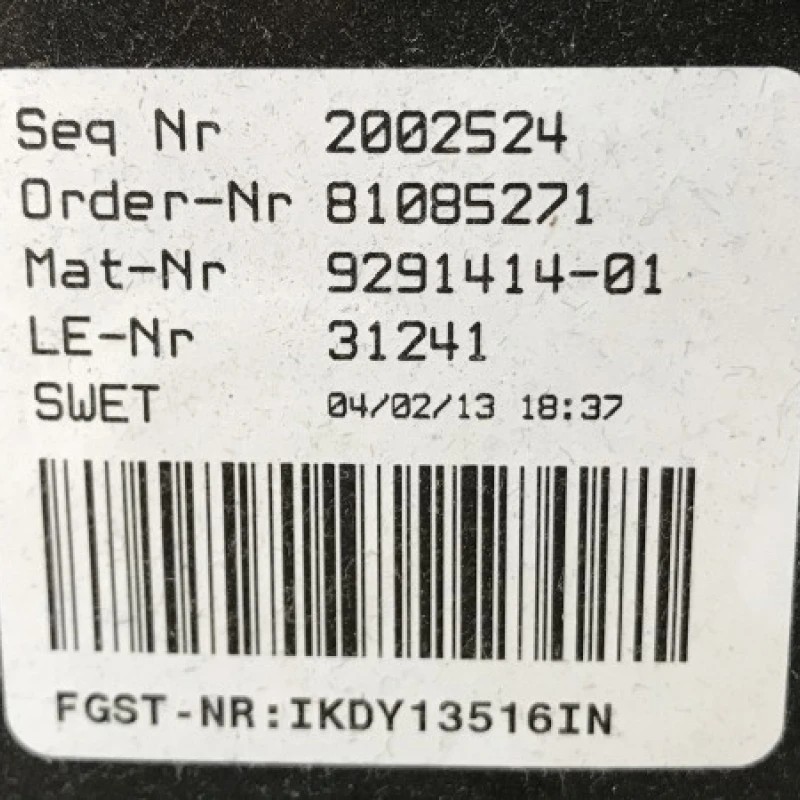 Seq Nr 2002524
Order-Nr 81085271
Mat-Nr 9291414-01
LE-Nr 31241
SWET 04/02/13 18:37
FGST-NR:IKDY13516IN